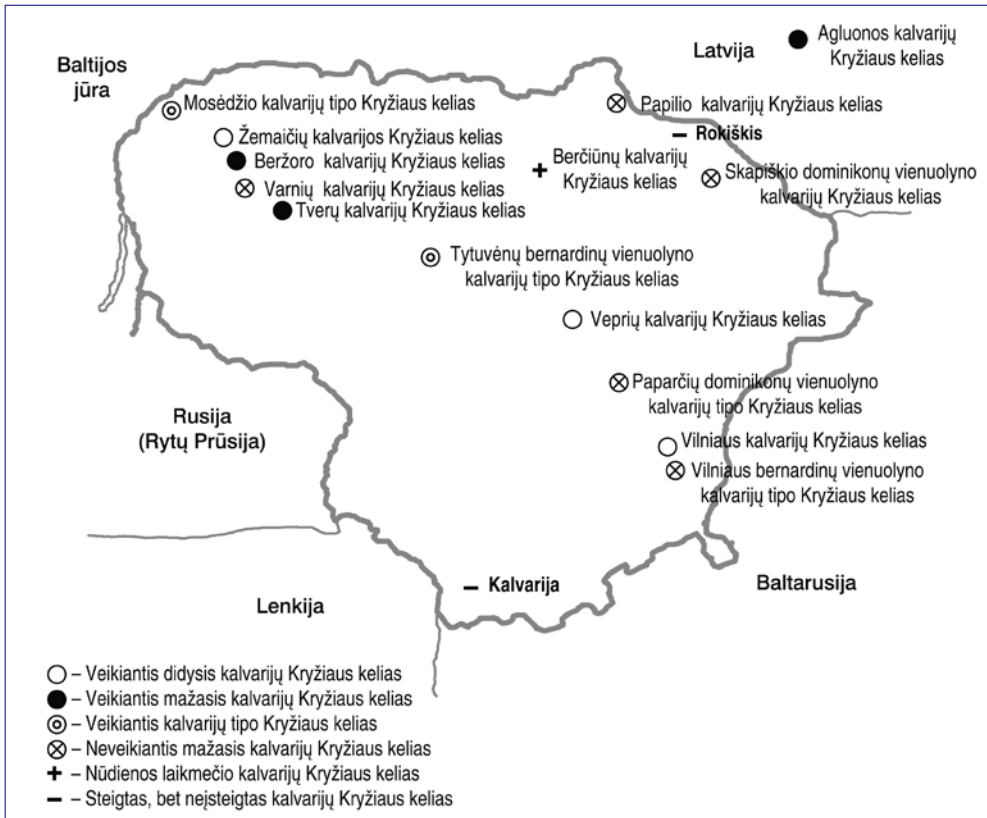 Latvija
Agluonos kalvarijų
Kryžiaus kelias
Baltijos
jūra
Mosėdžio kalvarijų tipo Kryžiaus kelias
Papilio kalvarijų Kryžiaus kelias
Žemaičių kalvarijos Kryžiaus kelias
Rokiškis
Beržoro kalvarijų Kryžiaus kelias
Berčiūnų kalvarijų
Kryžiaus kelias
Skapiškio dominikonų vienuolyno
kalvarijų Kryžiaus kelias
Varnių kalvarijų Kryžiaus kelias
Tverų kalvarijų Kryžiaus kelias
Tytuvėnų bernardinų vienuolyno
kalvarijų tipo Kryžiaus kelias
Veprių kalvarijų Kryžiaus kelias
Paparčių dominikonų vienuolyno
kalvarijų tipo Kryžiaus kelias
Rusija
(Rytų Prūsija)
Vilniaus kalvarijų Kryžiaus kelias
Vilniaus bernardinų vienuolyno
kalvarijų tipo Kryžiaus kelias
Kalvarija
Baltarusija
Lenkija
– Veikiantis didysis kalvarijų Kryžiaus kelias
– Veikiantis mažasis kalvarijų Kryžiaus kelias
– Veikiantis kalvarijų tipo Kryžiaus kelias
– Neveikiantis mažasis kalvarijų Kryžiaus kelias
– Nūdienos laikmečio kalvarijų Kryžiaus kelias
– Steigtas, bet neįsteigtas kalvarijų Kryžiaus kelias